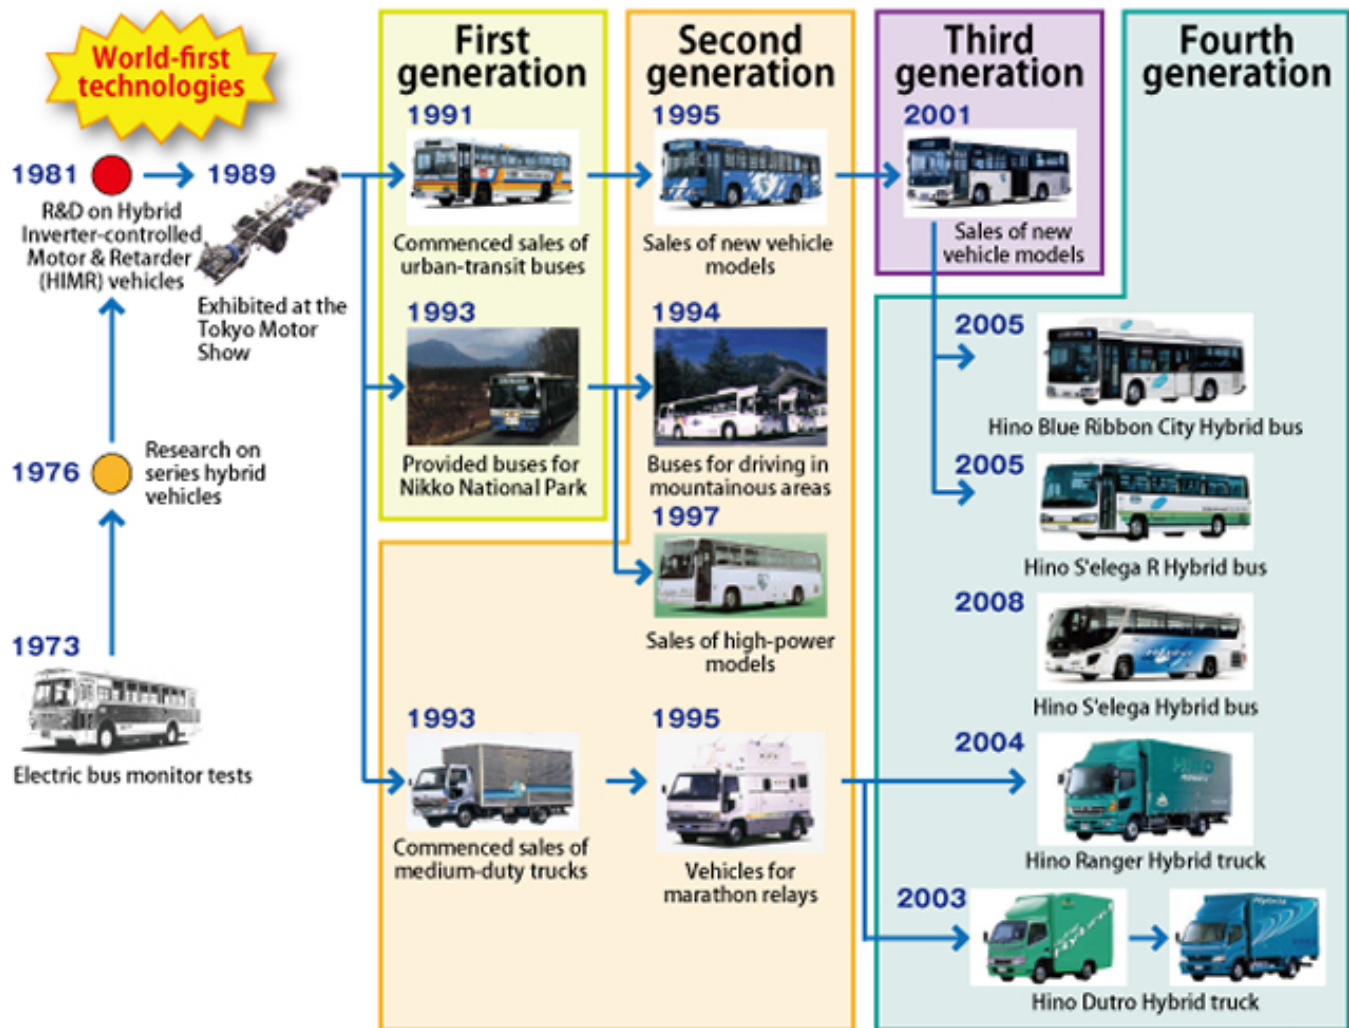 World-first
technologies
First
generation
Second
generation
Third
generation
Fourth
generation
1981
R&D on Hybrid
Inverter-controlled
Motor & Retarder
(HIMR) vehicles
1989
Exhibited at the
Tokyo Motor
Show
1976
Research on
series hybrid
vehicles
1973
Electric bus monitor tests
1991
Commenced sales of
urban-transit buses
1993
Provided buses for
Nikko National Park
1993
Commenced sales of
medium-duty trucks
1995
Sales of new vehicle
models
1994
Buses for driving in
mountainous areas
1997
Sales of high-power
models
1995
Vehicles for
marathon relays
2001
Sales of new
vehicle models
2005
Hino Blue Ribbon City Hybrid bus
2005
Hino S'elega R Hybrid bus
2008
Hino S'elega Hybrid bus
2004
HINO
Hino Ranger Hybrid truck
2003
Hybrid
Hybrid
Hino Dutro Hybrid truck